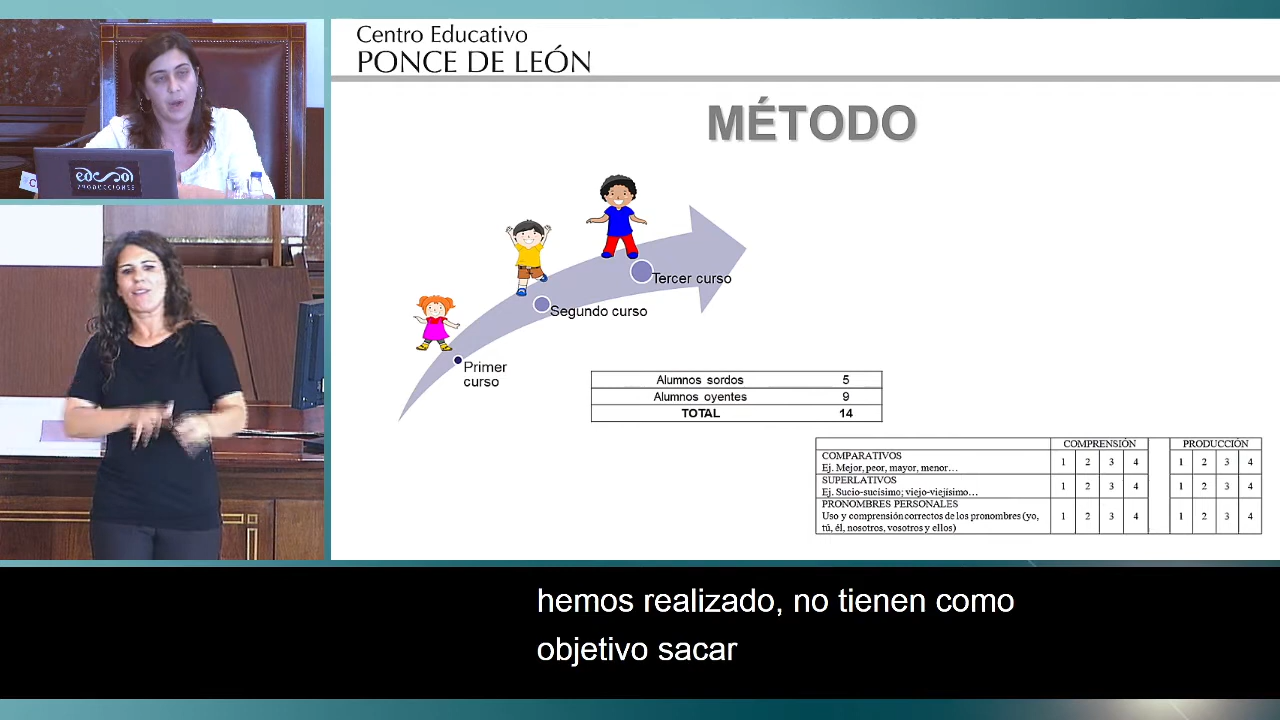 Centro Educativo
PONCE DE LEÓN
MÉTODO
Tercer curso
Segundo curso
Primer
curso
Alumnos sordos 5
Alumnos oyentes 9
TOTAL 14
COMPRENSIÓN PRODUCCIÓN
COMPARATIVOS
Ej. Mejor, peor, mayor, menor... 1 2 3 4 1 2 3 4
SUPERLATIVOS
Ej. Sucio-sucísimo; viejo-viejísimo... 1 2 3 4 1 2 3 4
PRONOMBRES PERSONALES
Uso y comprensión correctos de los pronombres (yo, 1 2 3 4 1 2 3 4
tú, él, nosotros, vosotros y ellos)
PRODUCCIONES
hemos realizado, no tienen como
objetivo sacar